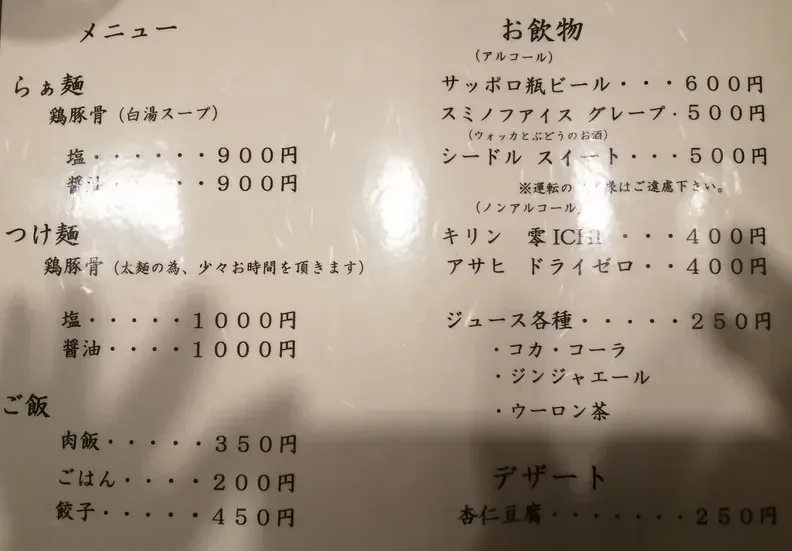 メニュー
らぁ麺
鶏豚骨（白湯スープ）
塩・・・・・・９００円
醤油・・・・・９００円
つけ麺
鶏豚骨（太麺の為、少々お時間を頂きます）
塩・・・・・１０００円
醤油・・・・１０００円
ご飯
肉飯・・・・・３５０円
ごはん・・・・２００円
餃子・・・・・４５０円
お飲物
（アルコール）
サッポロ瓶ビール・・・６００円
スミノフアイス グレープ・５００円
（ウォッカとぶどうのお酒）
シードル スイート・・・５００円
※運転の 様はご遠慮下さい。
（ノンアルコール）
キリン 零ICHI・・・４００円
アサヒ ドライゼロ・・４００円
ジュース各種・・・・・２５０円
・コカ・コーラ
・ジンジャエール
・ウーロン茶
デザート
杏仁豆腐・・・・・・・２５０円